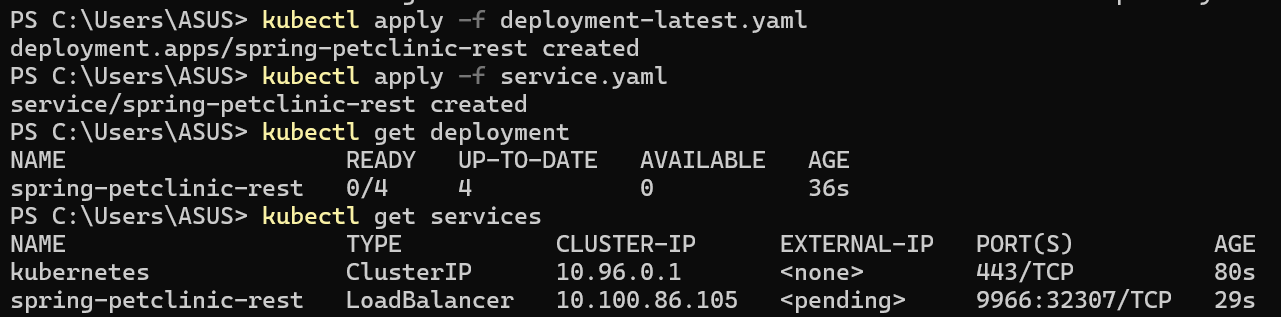 PS C:\Users\ASUS> kubectl apply -f deployment-latest.yaml
deployment.apps/spring-petclinic-rest created
PS C:\Users\ASUS> kubectl apply -f service.yaml
service/spring-petclinic-rest created
PS C:\Users\ASUS> kubectl get deployment
NAME                    READY   UP-TO-DATE   AVAILABLE   AGE
spring-petclinic-rest   0/4     4            0           36s
PS C:\Users\ASUS> kubectl get services
NAME                    TYPE           CLUSTER-IP      EXTERNAL-IP   PORT(S)          AGE
kubernetes              ClusterIP      10.96.0.1       <none>        443/TCP          80s
spring-petclinic-rest   LoadBalancer   10.100.86.105   <pending>     9966:32307/TCP   29s